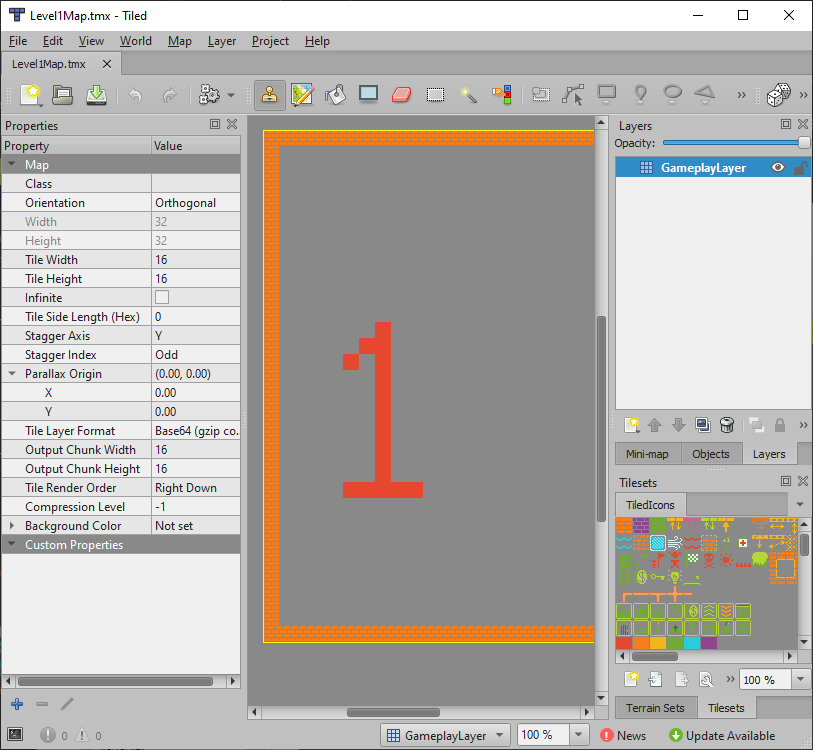 Level1Map.tmx - Tiled
File Edit View World Map Layer Project Help
Level1Map.tmx
Properties
Property Value
Map
Class
Orientation Orthogonal
Width 32
Height 32
Tile Width 16
Tile Height 16
Infinite
Tile Side Length (Hex) 0
Stagger Axis Y
Stagger Index Odd
Parallax Origin (0.00, 0.00)
X 0.00
Y 0.00
Tile Layer Format Base64 (gzip co...
Output Chunk Width 16
Output Chunk Height 16
Tile Render Order Right Down
Compression Level -1
Background Color Not set
Custom Properties
1
Layers
Opacity:
GameplayLayer
Mini-map Objects Layers
Tilesets
TiledIcons
+1
100 %
Terrain Sets Tilesets
0 0
GameplayLayer 100 % News Update Available